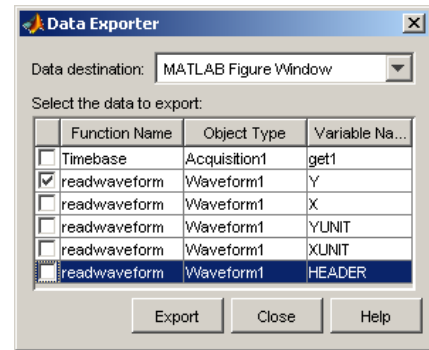 Data Exporter
Data destination: MATLAB Figure Window
Select the data to export:
Function Name Object Type Variable Na...
Timebase Acquisition1 get1
readwaveform Waveform1 Y
readwaveform Waveform1 X
readwaveform Waveform1 YUNIT
readwaveform Waveform1 XUNIT
readwaveform Waveform1 HEADER
Export Close Help